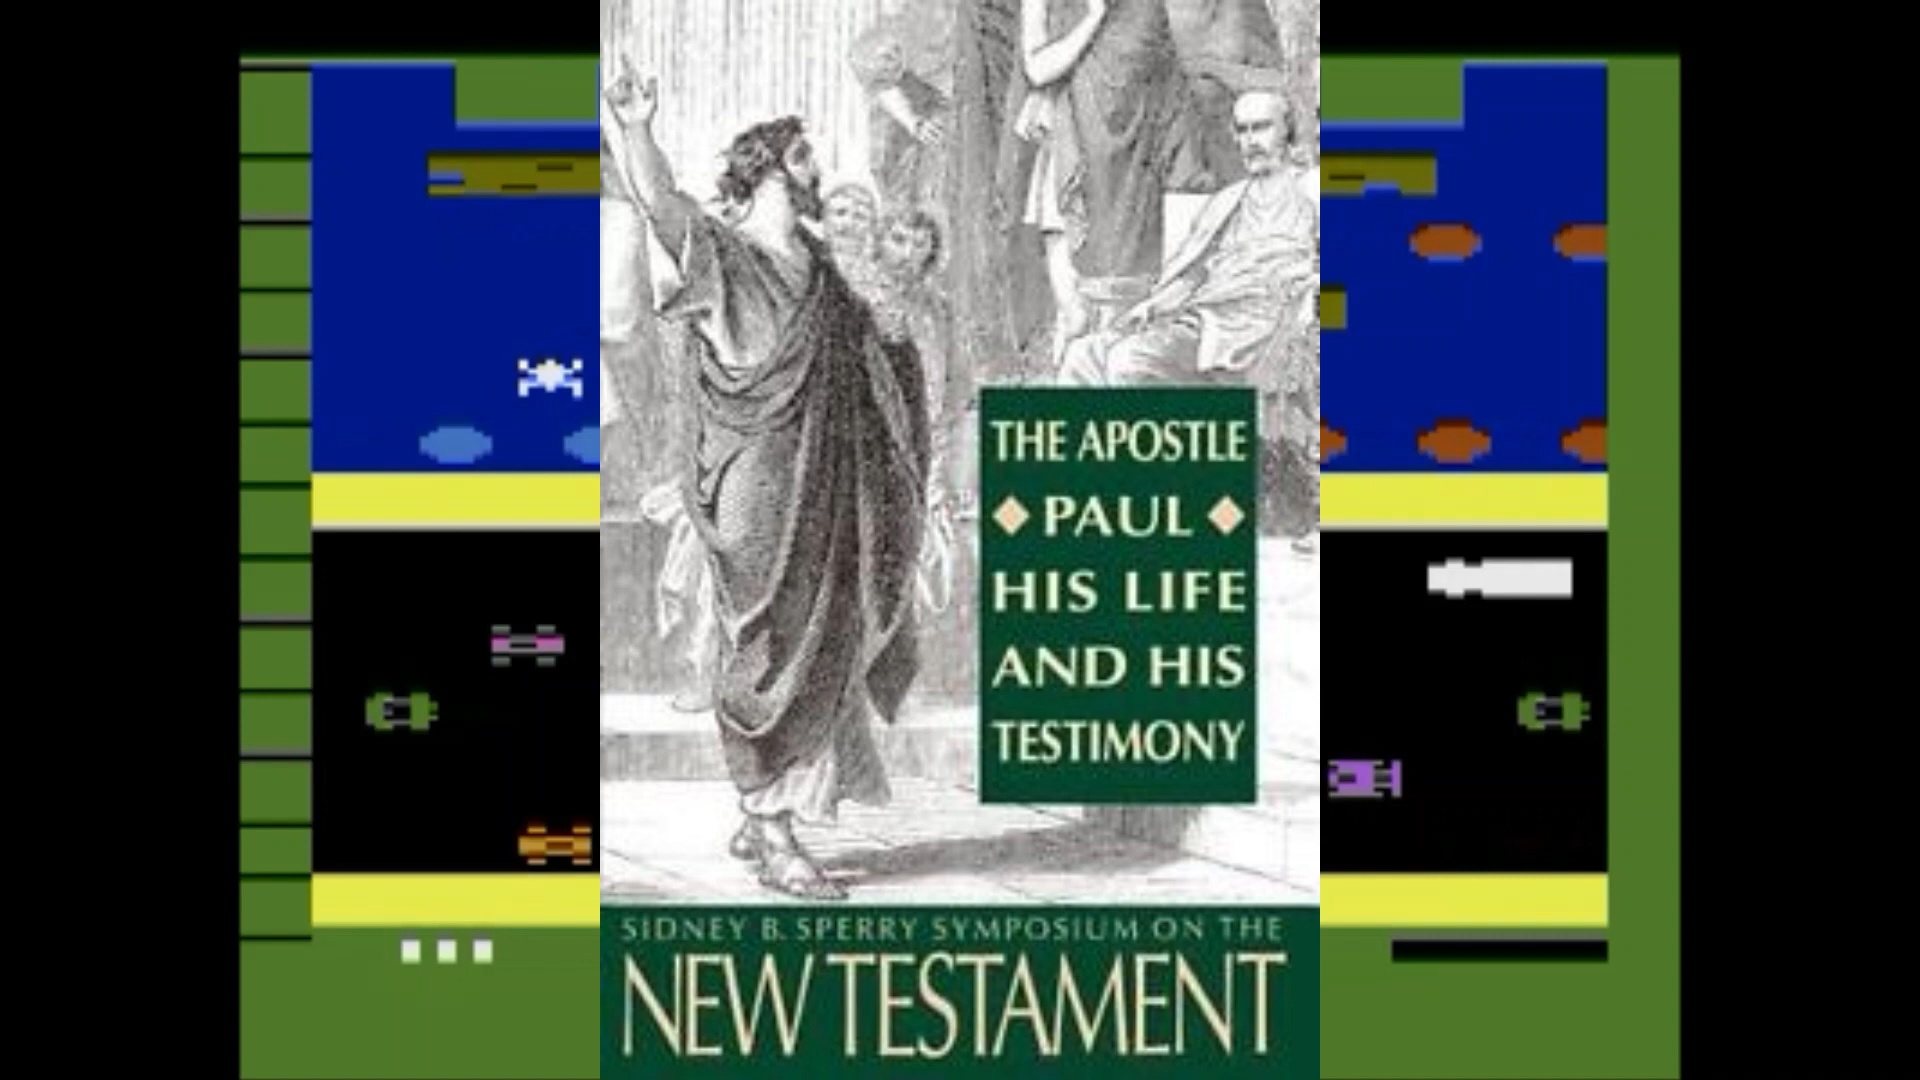 THE APOSTLE
PAUL
HIS LIFE
AND HIS
TESTIMONY
SIDNEY B. SPERRY SYMPOSIUM ON THE
NEW TESTAMENT